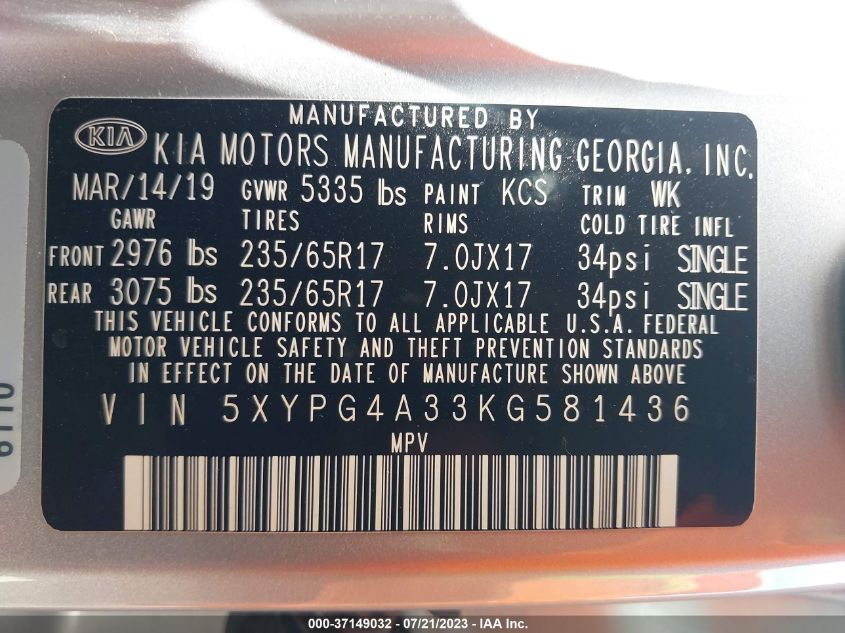 MANUFACTURED BY
KIA KIA MOTORS MANUFACTURING GEORGIA, INC.
MAR/14/19 GVWR 5335 lbs PAINT KCS TRIM WK
GAWR TIRES RIMS COLD TIRE INFL
FRONT 2976 lbs 235/65R17 7.0JX17 34psi SINGLE
REAR 3075 lbs 235/65R17 7.0JX17 34psi SINGLE
THIS VEHICLE CONFORMS TO ALL APPLICABLE U.S.A. FEDERAL
MOTOR VEHICLE SAFETY AND THEFT PREVENTION STANDARDS
IN EFFECT ON THE DATE OF MANUFACTURE SHOWN ABOVE
VIN 5XYPG4A33KG581436
MPV
000-37149032 - 07/21/2023 - IAA Inc.